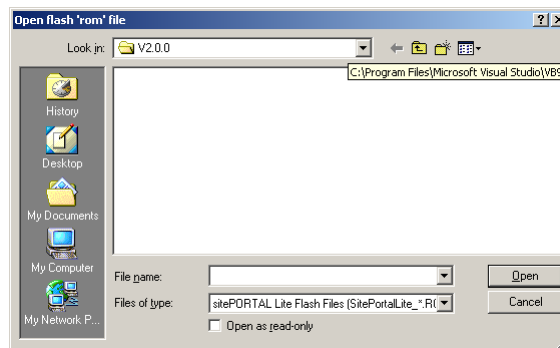 Open flash 'rom' file
Look in: V2.0.0
C:\Program Files\Microsoft Visual Studio\VB9
History
Desktop
My Documents
My Computer
My Network P...
File name:
Open
Files of type: sitePORTAL Lite Flash Files (SitePortalLite_*.R(
Cancel
Open as read-only